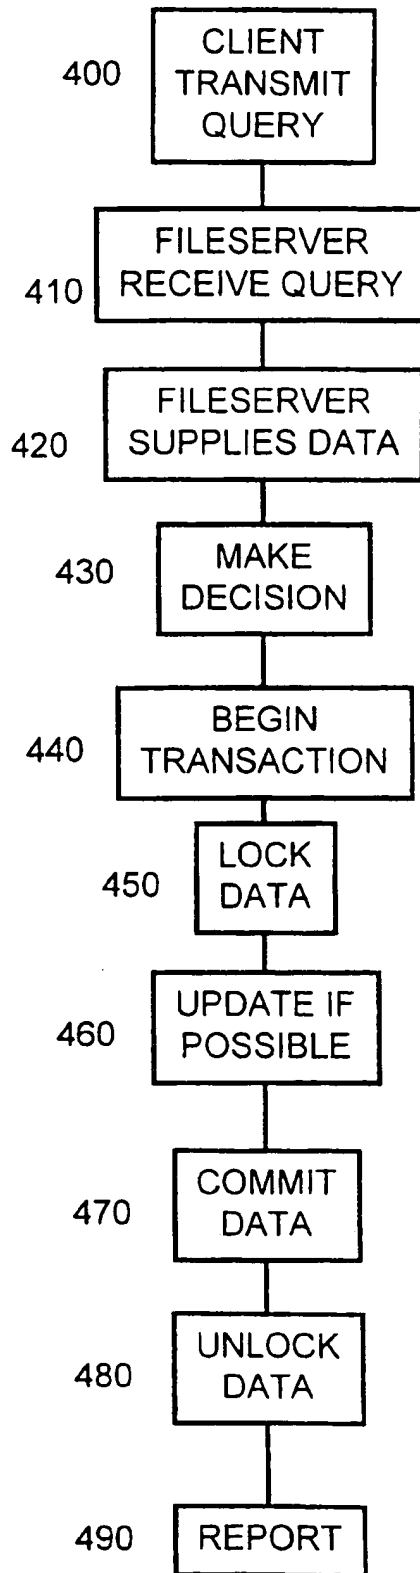 400
CLIENT
TRANSMIT
QUERY
410
FILESERVER
RECEIVE QUERY
420
FILESERVER
SUPPLIES DATA
430
MAKE
DECISION
440
BEGIN
TRANSACTION
450
LOCK
DATA
460
UPDATE IF
POSSIBLE
470
COMMIT
DATA
480
UNLOCK
DATA
490
REPORT